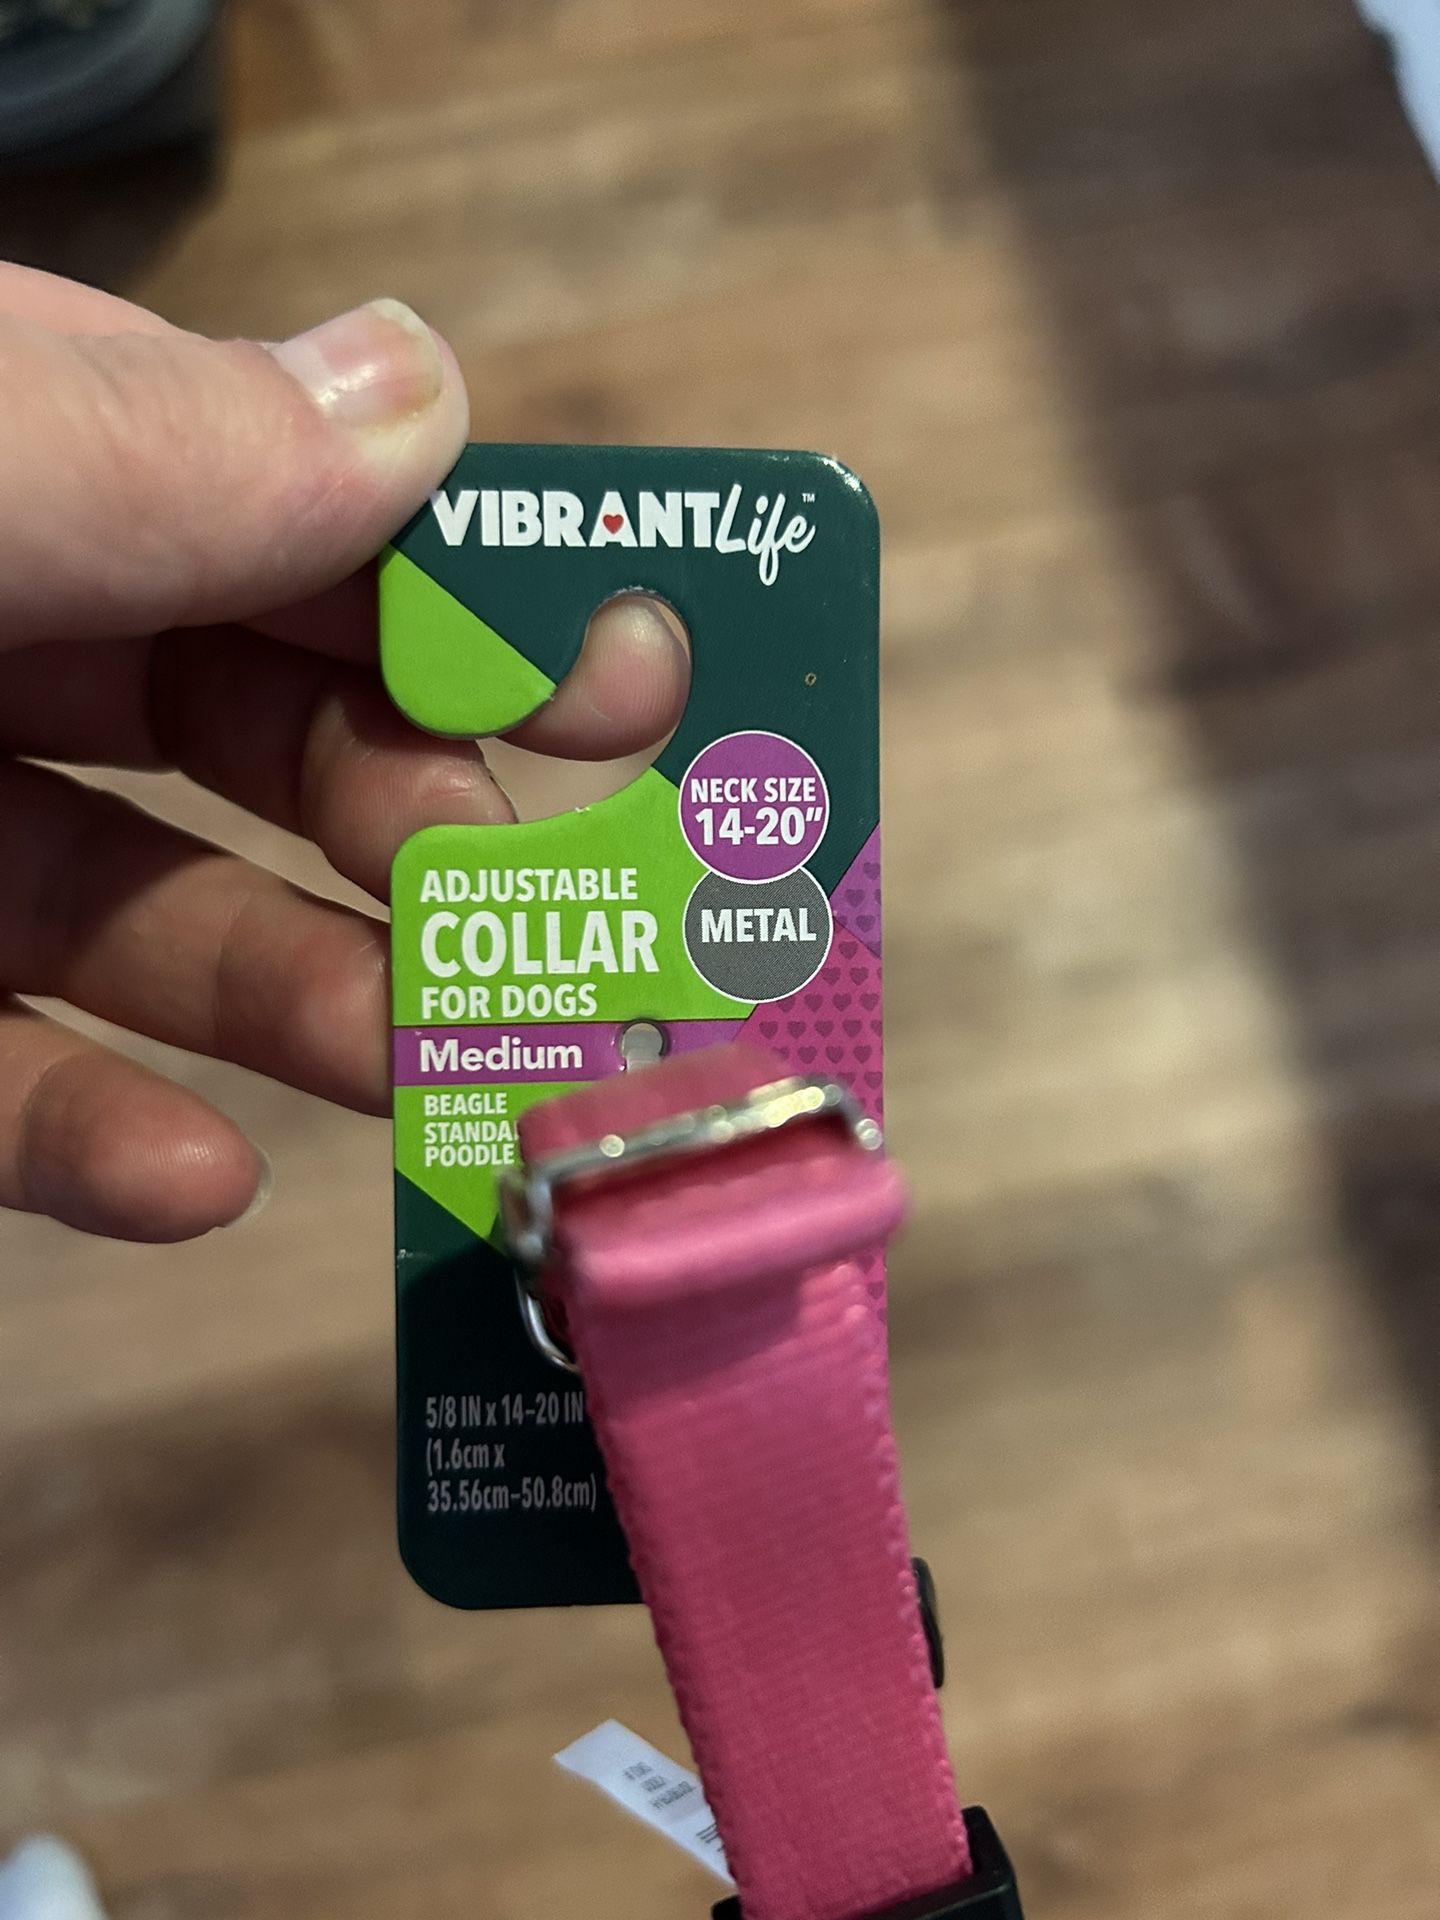 VIBRANTLife™
NECK SIZE
14-20"
METAL
ADJUSTABLE
COLLAR
FOR DOGS
Medium
BEAGLE
POODLE
5/8 IN x 14–20 IN
(1.6cm x
35.56cm–50.8cm)